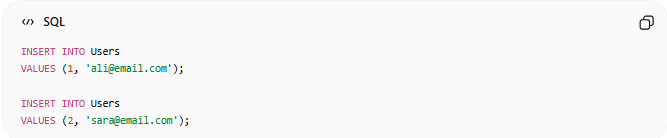 SQL
INSERT INTO Users
VALUES (1, 'ali@email.com');
INSERT INTO Users
VALUES (2, 'sara@email.com');